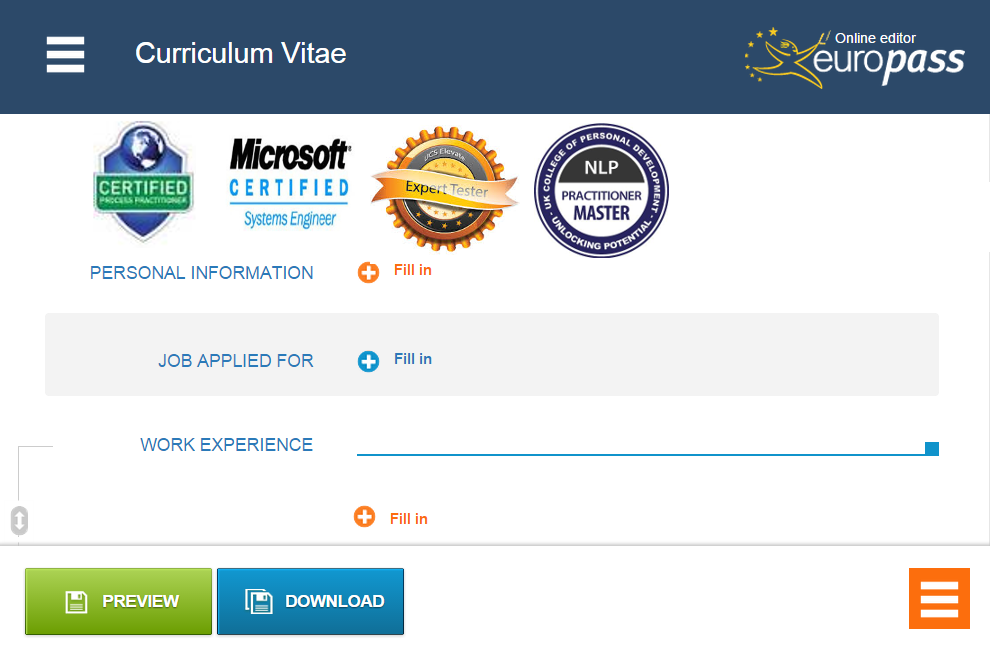 Curriculum Vitae
Online editor
europass
CERTIFIED
PROCESS PRACTITIONER
Microsoft
CERTIFIED
Systems Engineer
UCS Elevate
Expert Tester
UK COLLEGE OF PERSONAL DEVELOPMENT
NLP
PRACTITIONER
MASTER
UNLOCKING POTENTIAL
PERSONAL INFORMATION
Fill in
JOB APPLIED FOR
Fill in
WORK EXPERIENCE
Fill in
PREVIEW
DOWNLOAD